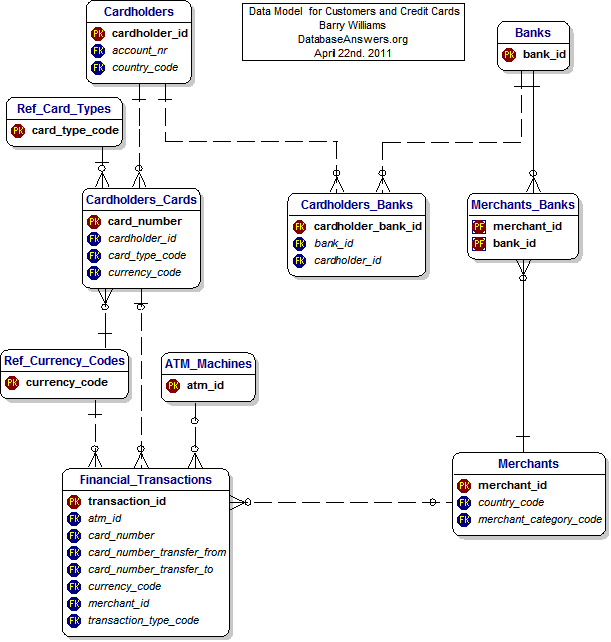 Cardholders
PK cardholder_id
FK account_nr
FK country_code
Data Model for Customers and Credit Cards
Barry Williams
DatabaseAnswers.org
April 22nd. 2011
Banks
PK bank_id
Ref_Card_Types
PK card_type_code
Cardholders_Cards
PK card_number
FK cardholder_id
FK card_type_code
FK currency_code
Cardholders_Banks
FK cardholder_bank_id
FK bank_id
FK cardholder_id
Merchants_Banks
PF merchant_id
PF bank_id
Ref_Currency_Codes
PK currency_code
ATM_Machines
PK atm_id
Financial_Transactions
PK transaction_id
FK atm_id
FK card_number
FK card_number_transfer_from
FK card_number_transfer_to
FK currency_code
FK merchant_id
FK transaction_type_code
Merchants
PK merchant_id
FK country_code
FK merchant_category_code